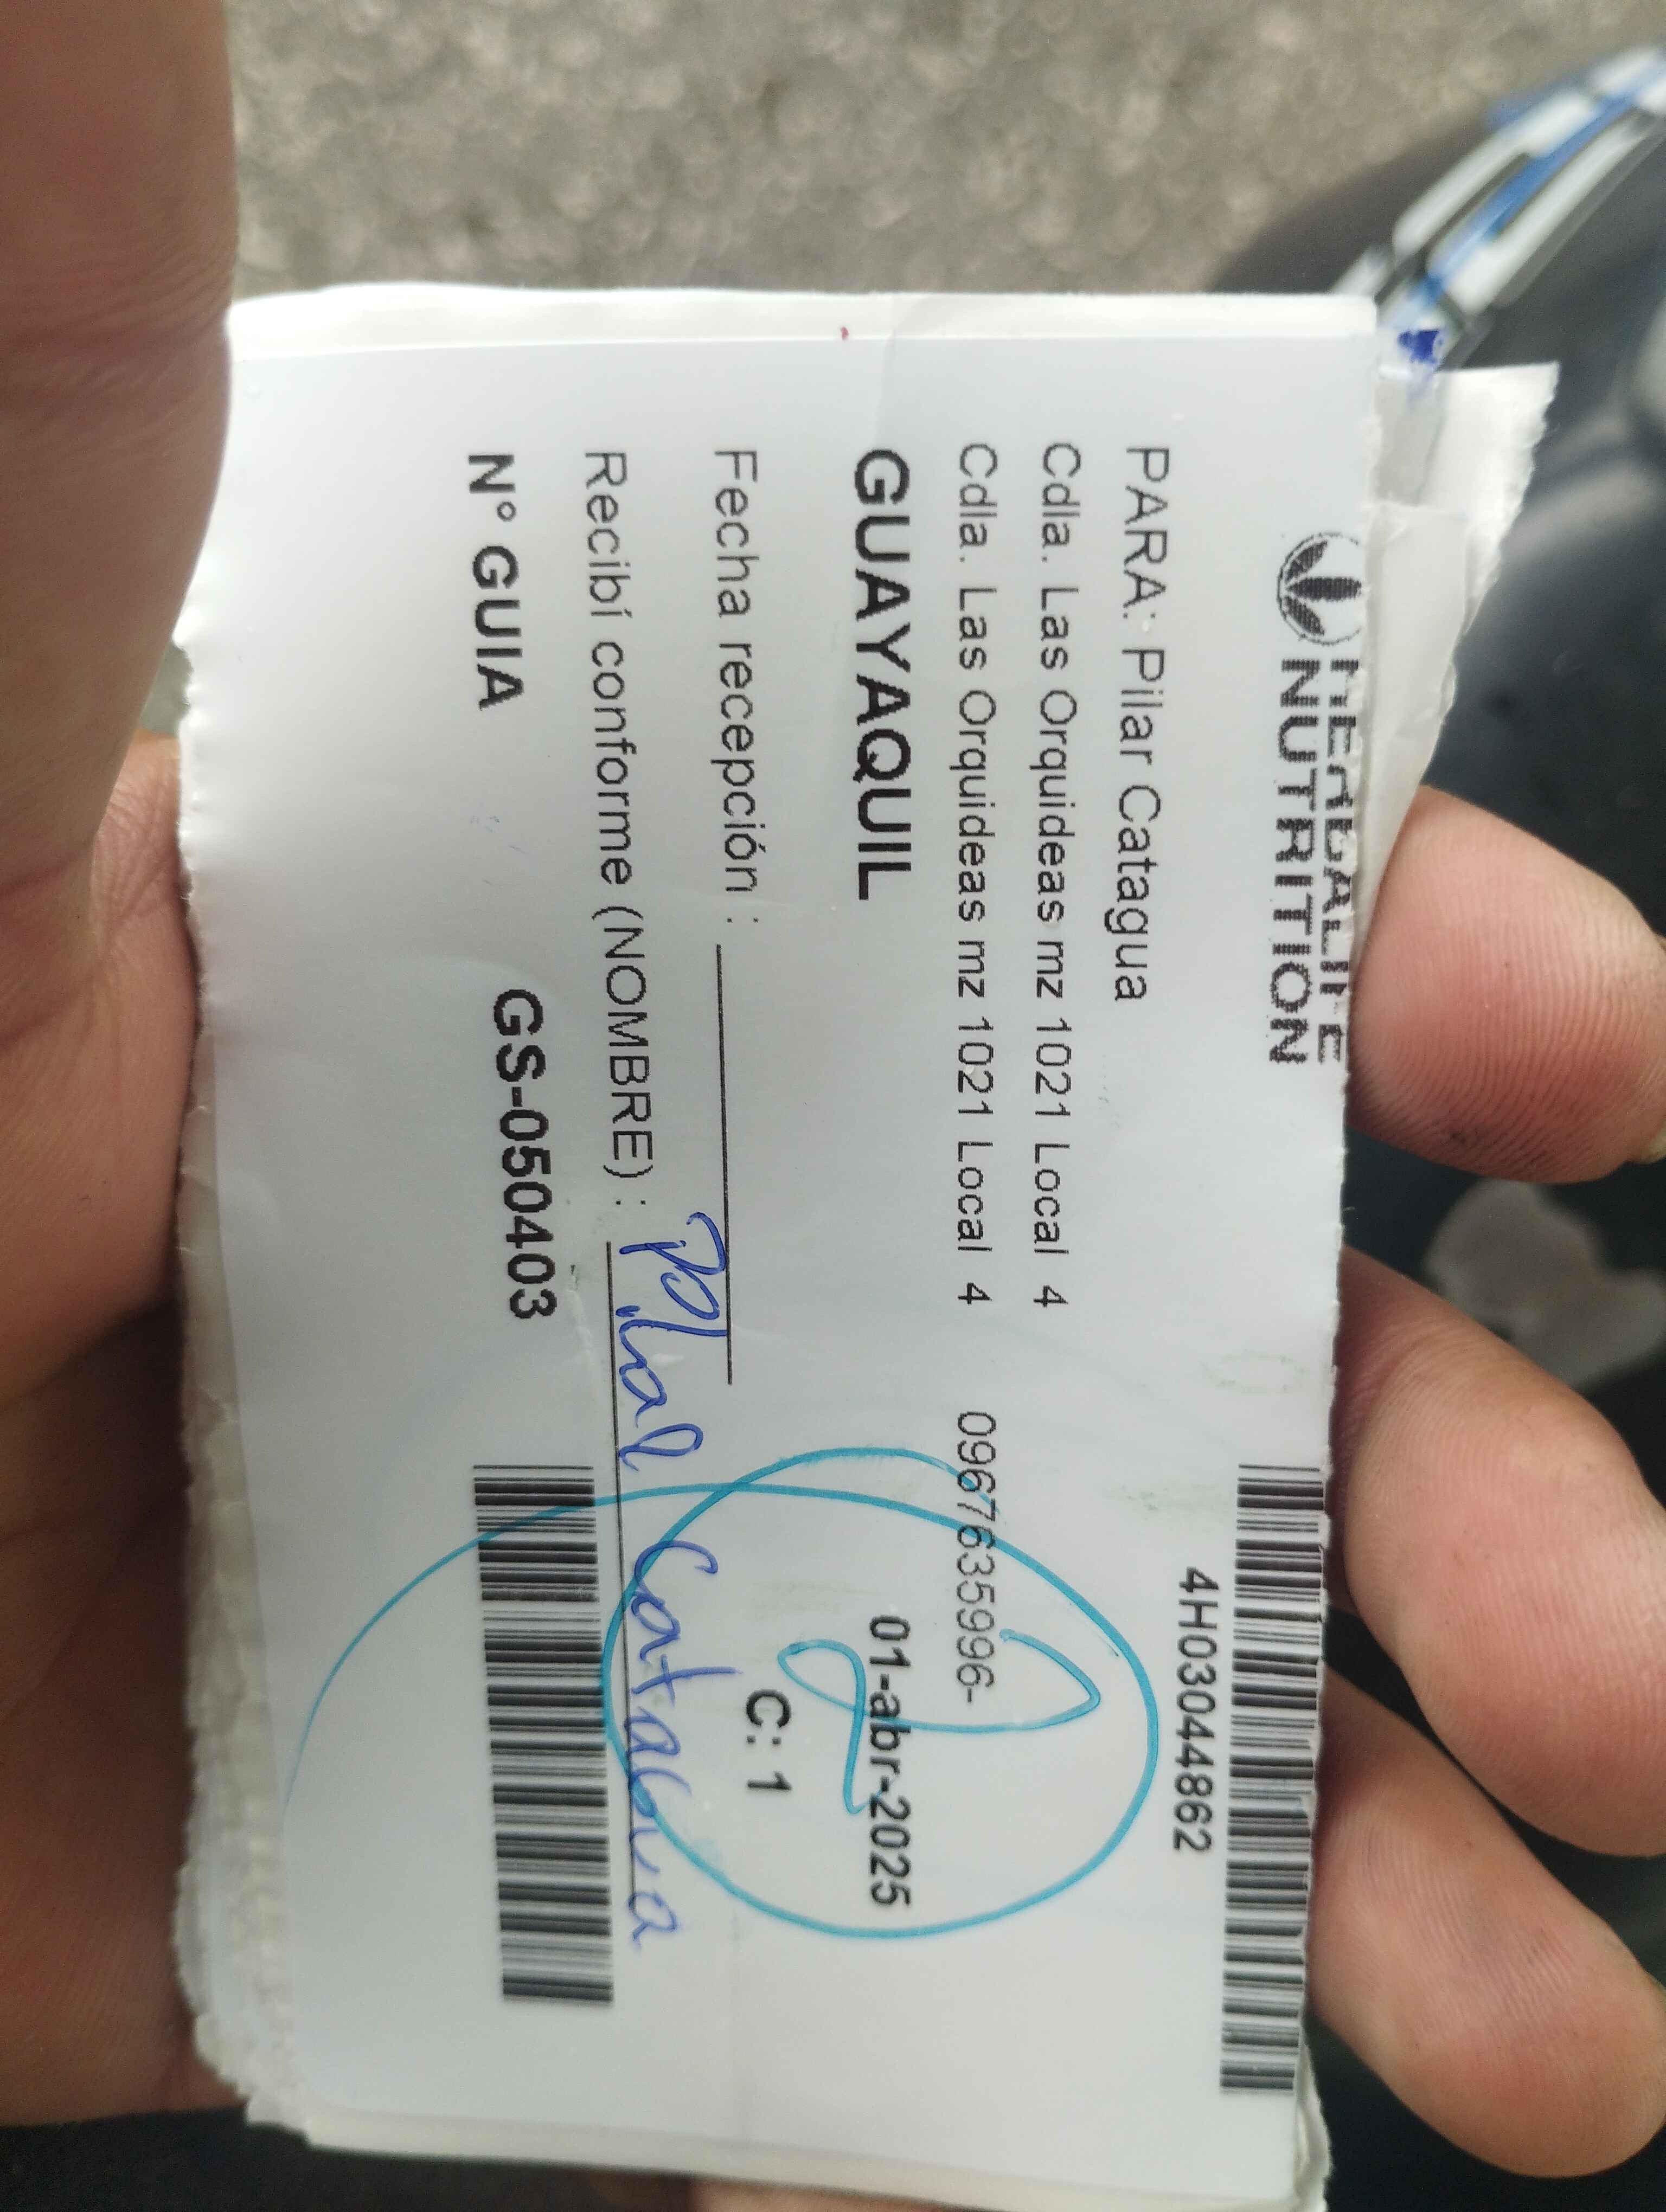 HERBALIFE
NUTRITION
4H03044862
PARA: Pilar Catagua
Cdla. Las Orquideas mz 1021 Local 4
Cdla. Las Orquideas mz 1021 Local 4 0967635996-
GUAYAQUIL 01-abr-2025
C: 1
Fecha recepción :
Recibí conforme (NOMBRE) : Pilar Catagua
N° GUIA GS-050403